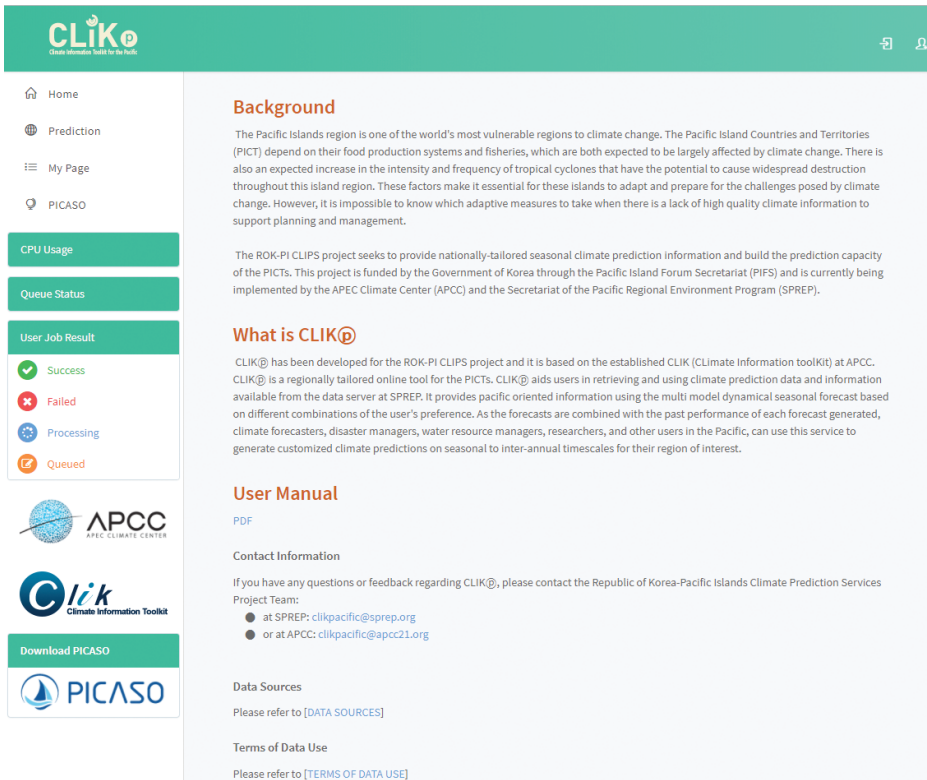 CLiKⓟ
Climate Information Toolkit for the Pacific
Home
Prediction
My Page
PICASO
CPU Usage
Queue Status
User Job Result
Success
Failed
Processing
Queued
APCC
APEC CLIMATE CENTER
Clik
Climate Information Toolkit
Download PICASO
PICASO
Background
The Pacific Islands region is one of the world's most vulnerable regions to climate change. The Pacific Island Countries and Territories
(PICT) depend on their food production systems and fisheries, which are both expected to be largely affected by climate change. There is
also an expected increase in the intensity and frequency of tropical cyclones that have the potential to cause widespread destruction
throughout this island region. These factors make it essential for these islands to adapt and prepare for the challenges posed by climate
change. However, it is impossible to know which adaptive measures to take when there is a lack of high quality climate information to
support planning and management.
The ROK-PI CLIPS project seeks to provide nationally-tailored seasonal climate prediction information and build the prediction capacity
of the PICTs. This project is funded by the Government of Korea through the Pacific Island Forum Secretariat (PIFS) and is currently being
implemented by the APEC Climate Center (APCC) and the Secretariat of the Pacific Regional Environment Program (SPREP).
What is CLIKⓟ
CLIKⓟ has been developed for the ROK-PI CLIPS project and it is based on the established CLIK (CLimate Information toolKit) at APCC.
CLIKⓟ is a regionally tailored online tool for the PICTs. CLIKⓟ aids users in retrieving and using climate prediction data and information
available from the data server at SPREP. It provides pacific oriented information using the multi model dynamical seasonal forecast based
on different combinations of the user's preference. As the forecasts are combined with the past performance of each forecast generated,
climate forecasters, disaster managers, water resource managers, researchers, and other users in the Pacific, can use this service to
generate customized climate predictions on seasonal to inter-annual timescales for their region of interest.
User Manual
PDF
Contact Information
If you have any questions or feedback regarding CLIKⓟ, please contact the Republic of Korea-Pacific Islands Climate Prediction Services
Project Team:
● at SPREP: clikpacific@sprep.org
● or at APCC: clikpacific@apcc21.org
Data Sources
Please refer to [DATA SOURCES]
Terms of Data Use
Please refer to [TERMS OF DATA USE]